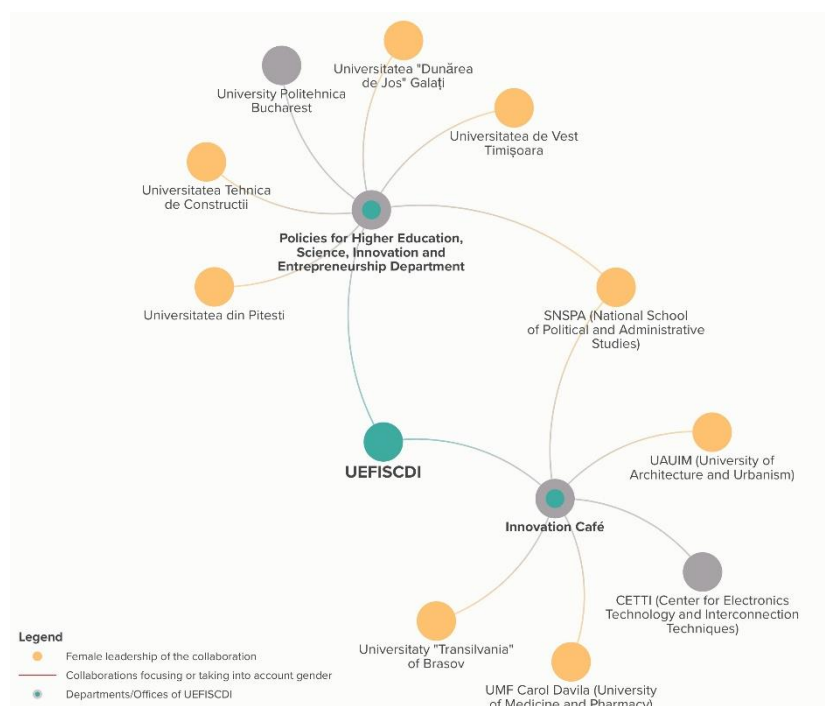 Universitatea "Dunărea
de Jos" Galați
University Politehnica
Bucharest
Universitatea de Vest
Timișoara
Universitatea Tehnica
de Constructii
Policies for Higher Education,
Science, Innovation and
Entrepreneurship Department
Universitatea din Pitesti
SNSPA (National School
of Political and Administrative
Studies)
UEFISCDI
UAUIM (University of
Architecture and Urbanism)
Innovation Café
CETTI (Center for Electronics
Technology and Interconnection
Techniques)
Universitaty "Transilvania"
of Brasov
UMF Carol Davila (University
of Medicine and Pharmacy)
Legend
Female leadership of the collaboration
Collaborations focusing or taking into account gender
Departments/Offices of UEFISCDI